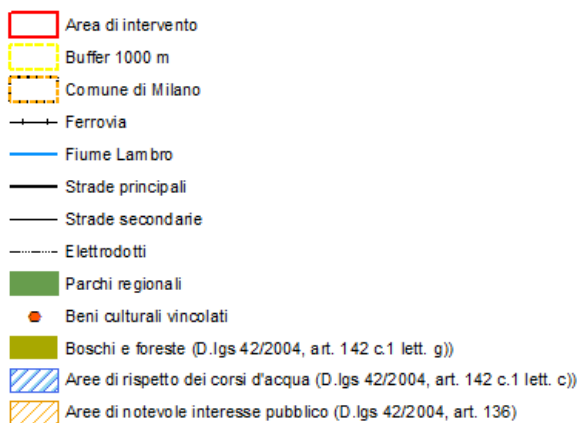 Area di intervento
Buffer 1000 m
Comune di Milano
Ferrovia
Fiume Lambro
Strade principali
Strade secondarie
Elettrodotti
Parchi regionali
Beni culturali vincolati
Boschi e foreste (D.lgs 42/2004, art. 142 c.1 lett. g))
Aree di rispetto dei corsi d'acqua (D.lgs 42/2004, art. 142 c.1 lett. c))
Aree di notevole interesse pubblico (D.lgs 42/2004, art. 136)